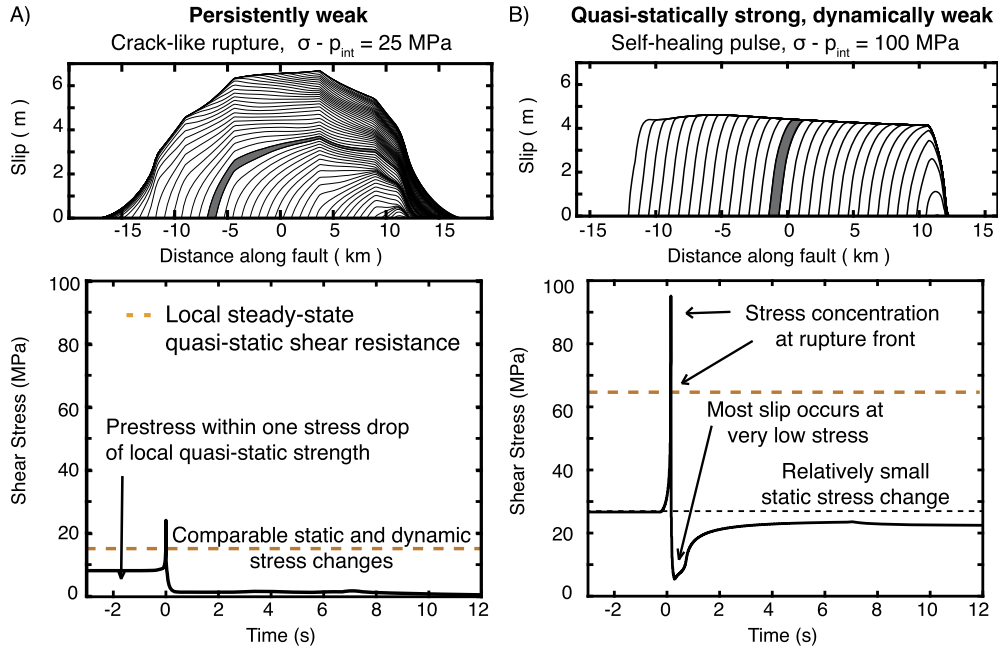 A)
Persistently weak
Crack-like rupture, σ - p_int = 25 MPa
Slip ( m )
6
4
2
0
-15 -10 -5 0 5 10 15
Distance along fault ( km )
B)
Quasi-statically strong, dynamically weak
Self-healing pulse, σ - p_int = 100 MPa
Slip ( m )
6
4
2
0
-15 -10 -5 0 5 10 15
Distance along fault ( km )
Shear Stress (MPa)
100
80
60
40
20
0
Local steady-state
quasi-static shear resistance
Prestress within one stress drop
of local quasi-static strength
Comparable static and dynamic
stress changes
-2 0 2 4 6 8 10 12
Time (s)
Shear Stress (MPa)
100
80
60
40
20
0
Stress concentration
at rupture front
Most slip occurs at
very low stress
Relatively small
static stress change
-2 0 2 4 6 8 10 12
Time (s)